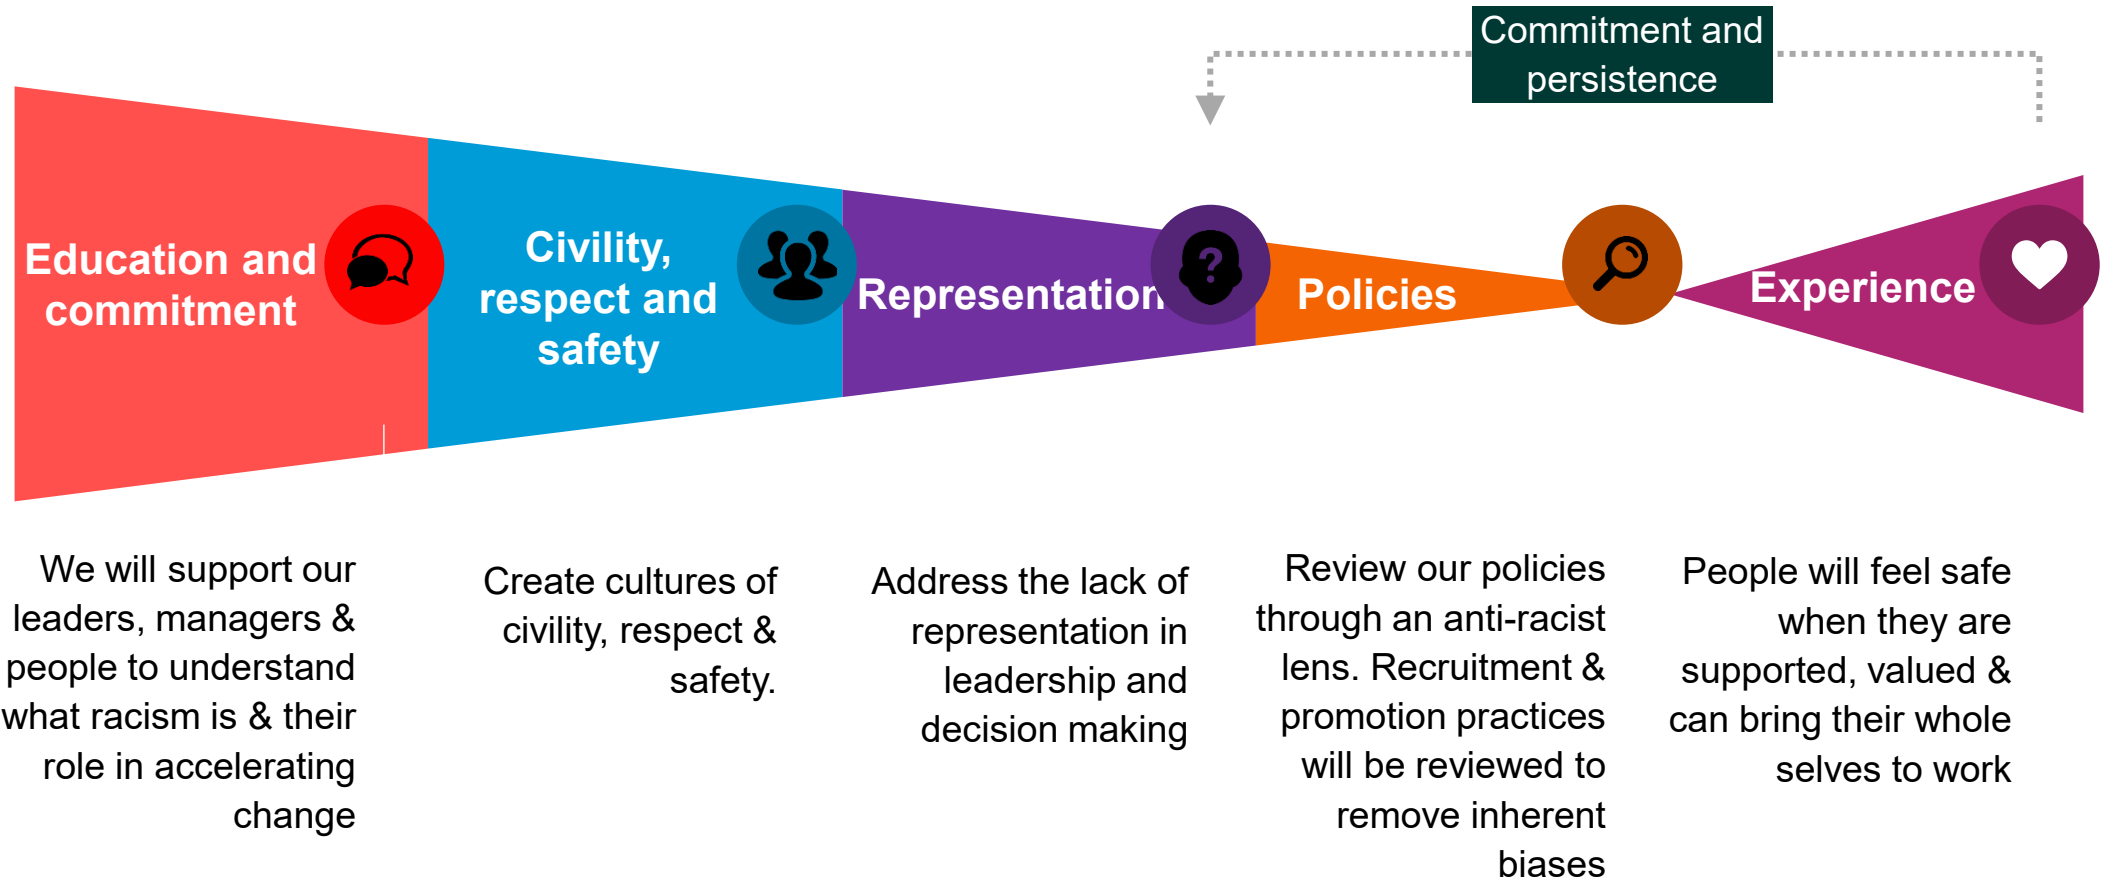 Commitment and
persistence
Education and
commitment
Civility,
respect and
safety
Representation
?
Policies
Experience
We will support our
leaders, managers &
people to understand
what racism is & their
role in accelerating
change
Create cultures of
civility, respect &
safety.
Address the lack of
representation in
leadership and
decision making
Review our policies
through an anti-racist
lens. Recruitment &
promotion practices
will be reviewed to
remove inherent
biases
People will feel safe
when they are
supported, valued &
can bring their whole
selves to work